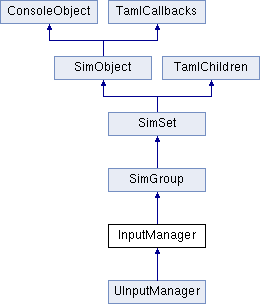 ConsoleObject TamlCallbacks
SimObject TamlChildren
SimSet
SimGroup
InputManager
UInputManager